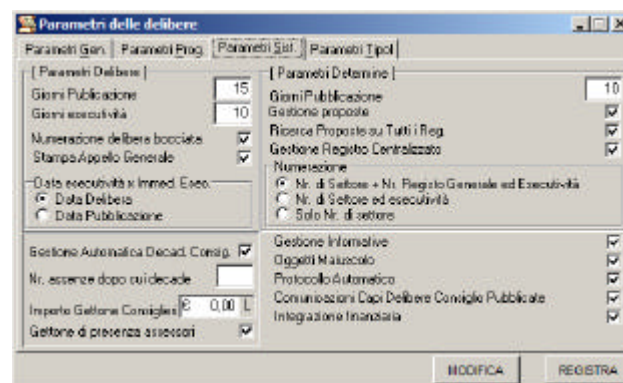 Parametri delle delibere
Parametri Gen. Parametri Prog. Parametri Sist. Parametri Tipol
[ Parametri Delibere ]
Giorni Pubblicazione 15
Giorni esecutività 10
Numerazione delibera bocciata
Stampa Appello Generale
Data esecutività x Immed. Esec.
Data Delibera
Data Pubblicazione
Gestione Automatica Decad. Consig.
Nr. assenze dopo cui decade
Importo Gettone Consiglieri € 0,00 L
Gettone di presenza assessori
[ Parametri Determine ]
Giorni Pubblicazione 10
Gestione proposte
Ricerca Proposte su Tutti i Reg.
Gestione Registro Centralizzato
Numerazione
Nr. di Settore + Nr. Registro Generale ed Esecutività
Nr. di Settore ed esecutività
Solo Nr. di settore
Gestione Informative
Oggetti Maiuscolo
Protocollo Automatico
Comunicazioni Capi Delibere Consiglio Pubblicate
Integrazione finanziaria
MODIFICA REGISTRA